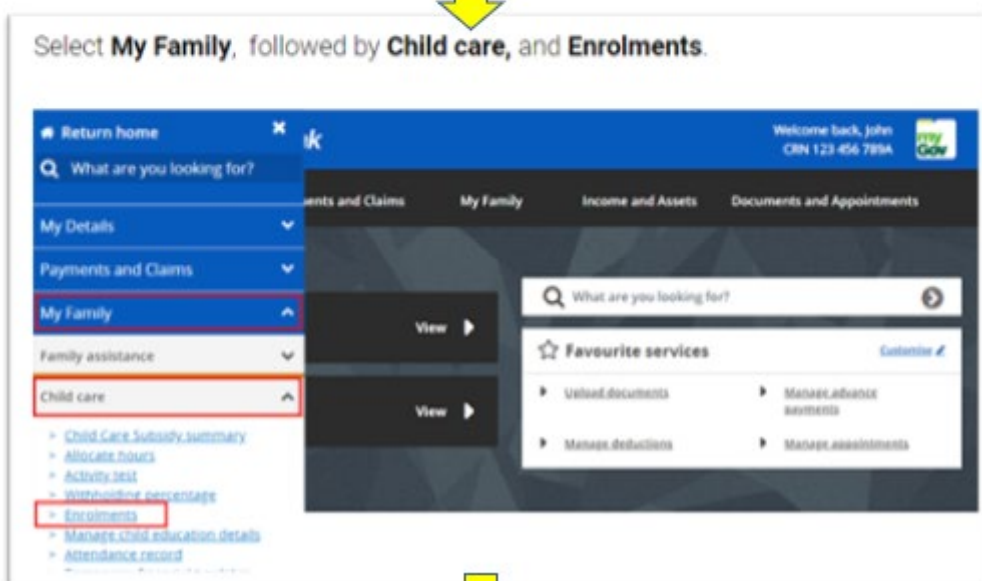 Select My Family, followed by Child care, and Enrolments.
Return home
What are you looking for?
My Details
Payments and Claims
My Family
Family assistance
Child care
Child Care Subsidy summary
Allocate hours
Activity test
Withholding percentage
Enrolments
Manage child education details
Attendance record
Welcome back, John
CRN 123 456 789A
my
Gov
and Claims
My Family
Income and Assets
Documents and Appointments
What are you looking for?
View
Favourite services
Customise
Upload documents
Manage advance
payments
View
Manage deductions
Manage appointments